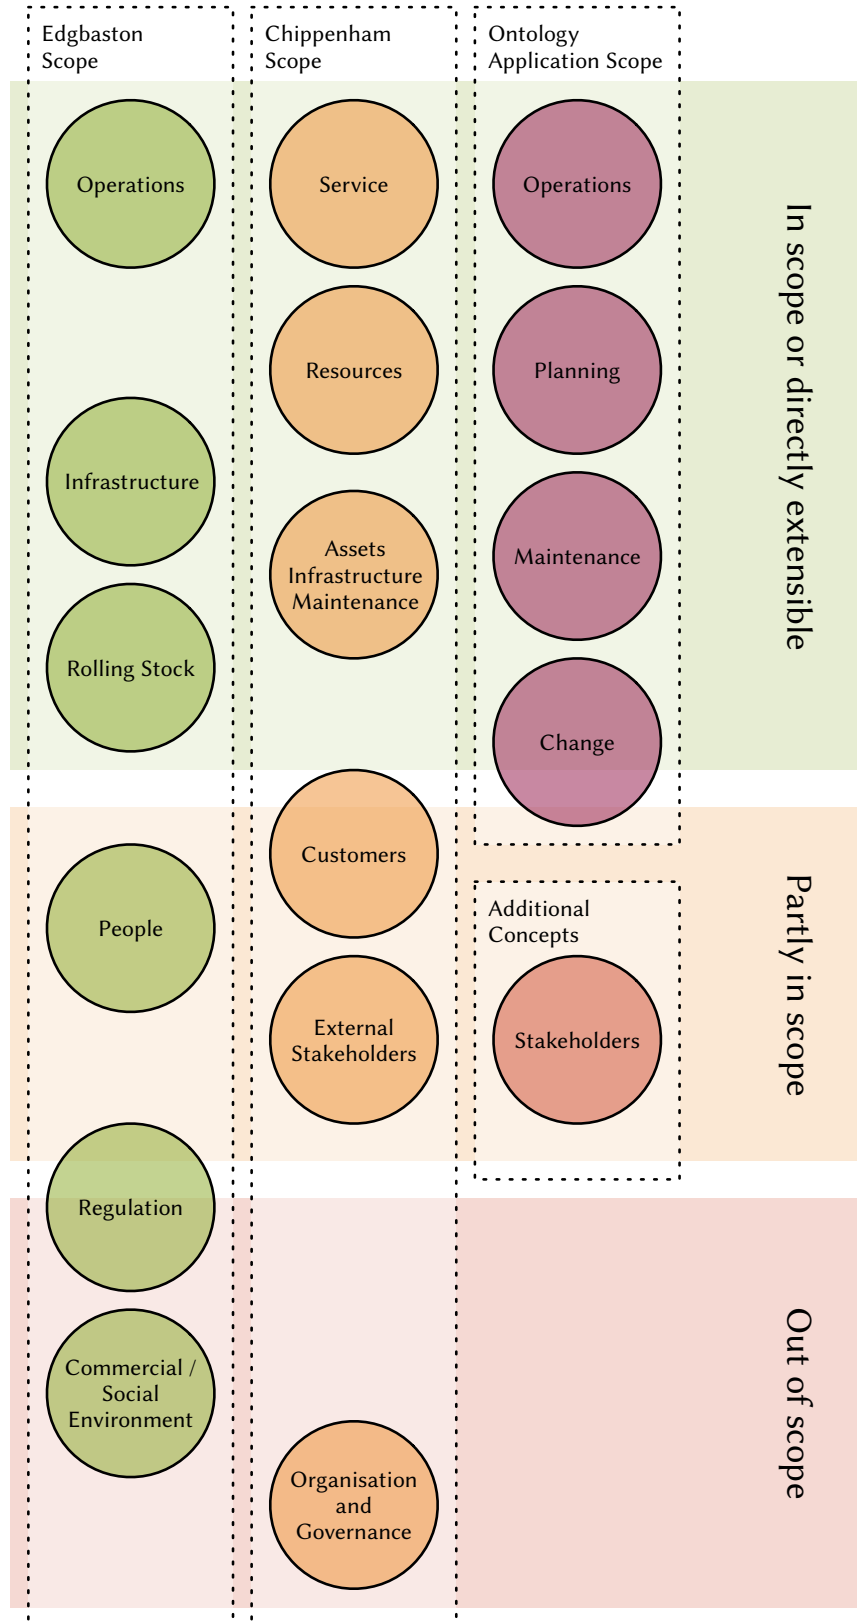 Edgbaston
Scope
Operations
Infrastructure
Rolling Stock
People
Regulation
Commercial /
Social
Environment
Chippenham
Scope
Service
Resources
Assets
Infrastructure
Maintenance
Customers
External
Stakeholders
Organisation
and
Governance
Ontology
Application Scope
Operations
Planning
Maintenance
Change
Additional
Concepts
Stakeholders
In scope or directly extensible
Partly in scope
Out of scope